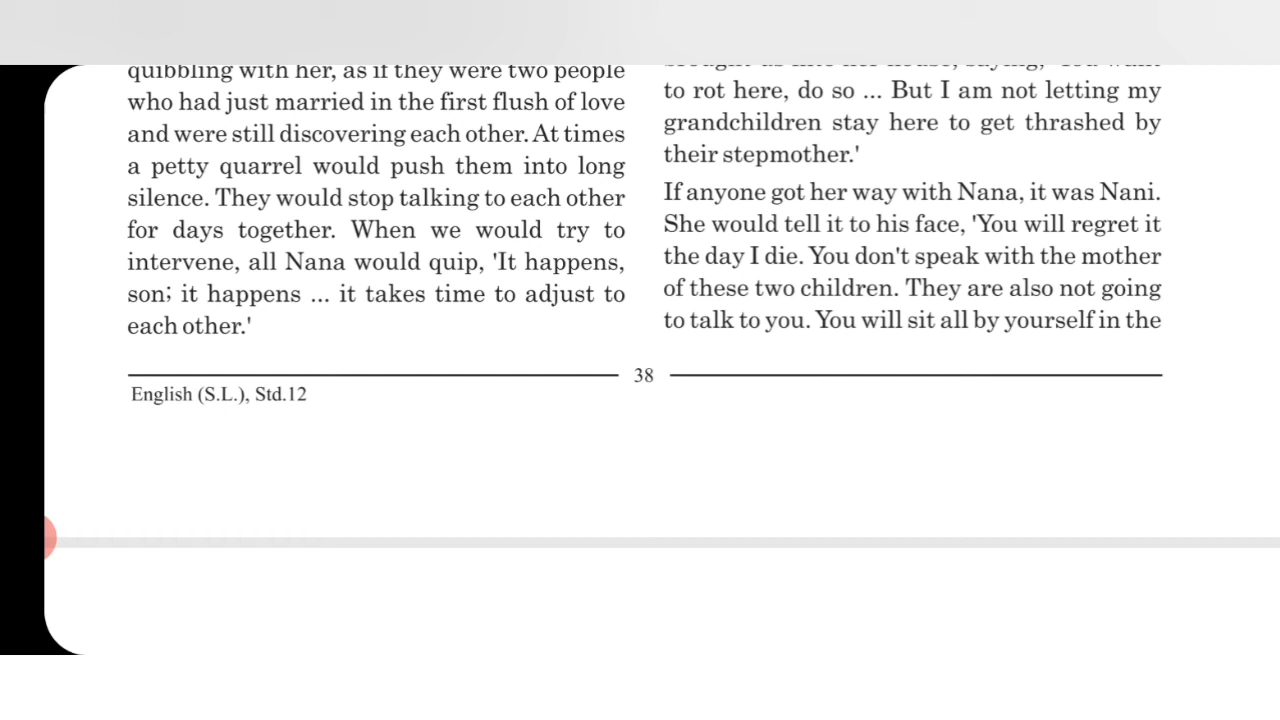 quibbling with her, as if they were two people
who had just married in the first flush of love
and were still discovering each other. At times
a petty quarrel would push them into long
silence. They would stop talking to each other
for days together. When we would try to
intervene, all Nana would quip, 'It happens,
son; it happens ... it takes time to adjust to
each other.'
to rot here, do so ... But I am not letting my
grandchildren stay here to get thrashed by
their stepmother.'
If anyone got her way with Nana, it was Nani.
She would tell it to his face, 'You will regret it
the day I die. You don't speak with the mother
of these two children. They are also not going
to talk to you. You will sit all by yourself in the
38
English (S.L.), Std.12